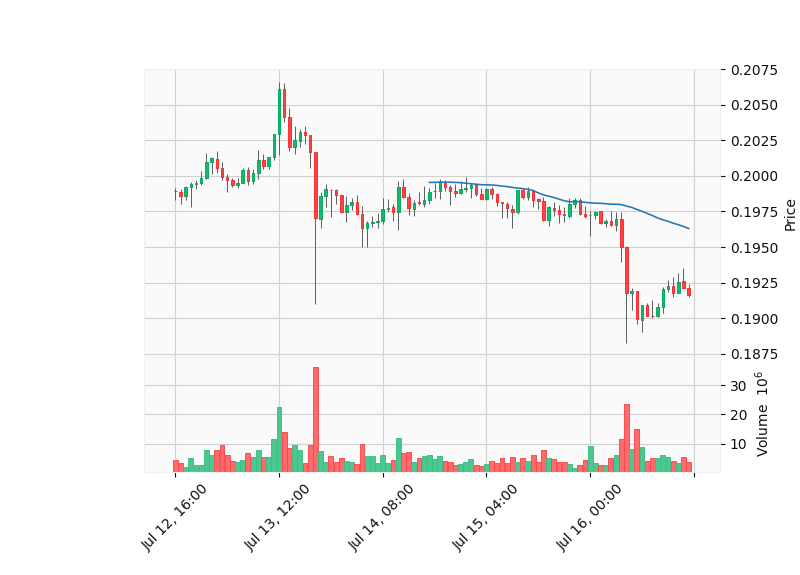 0.2075
0.2050
0.2025
0.2000
0.1975
0.1950
0.1925
0.1900
0.1875
Price
30
20
10
Volume 10^6
Jul 12, 16:00
Jul 13, 12:00
Jul 14, 08:00
Jul 15, 04:00
Jul 16, 00:00